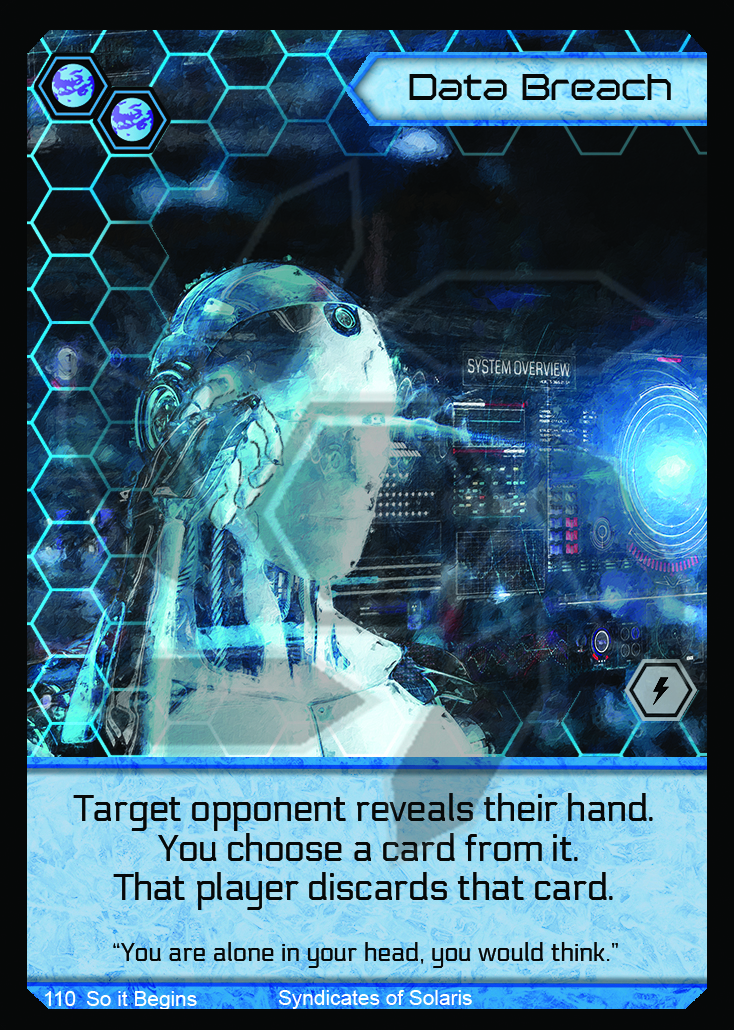 Data Breach
SYSTEM OVERVIEW
Target opponent reveals their hand.
You choose a card from it.
That player discards that card.
“You are alone in your head, you would think.”
110 So it Begins
Syndicates of Solaris